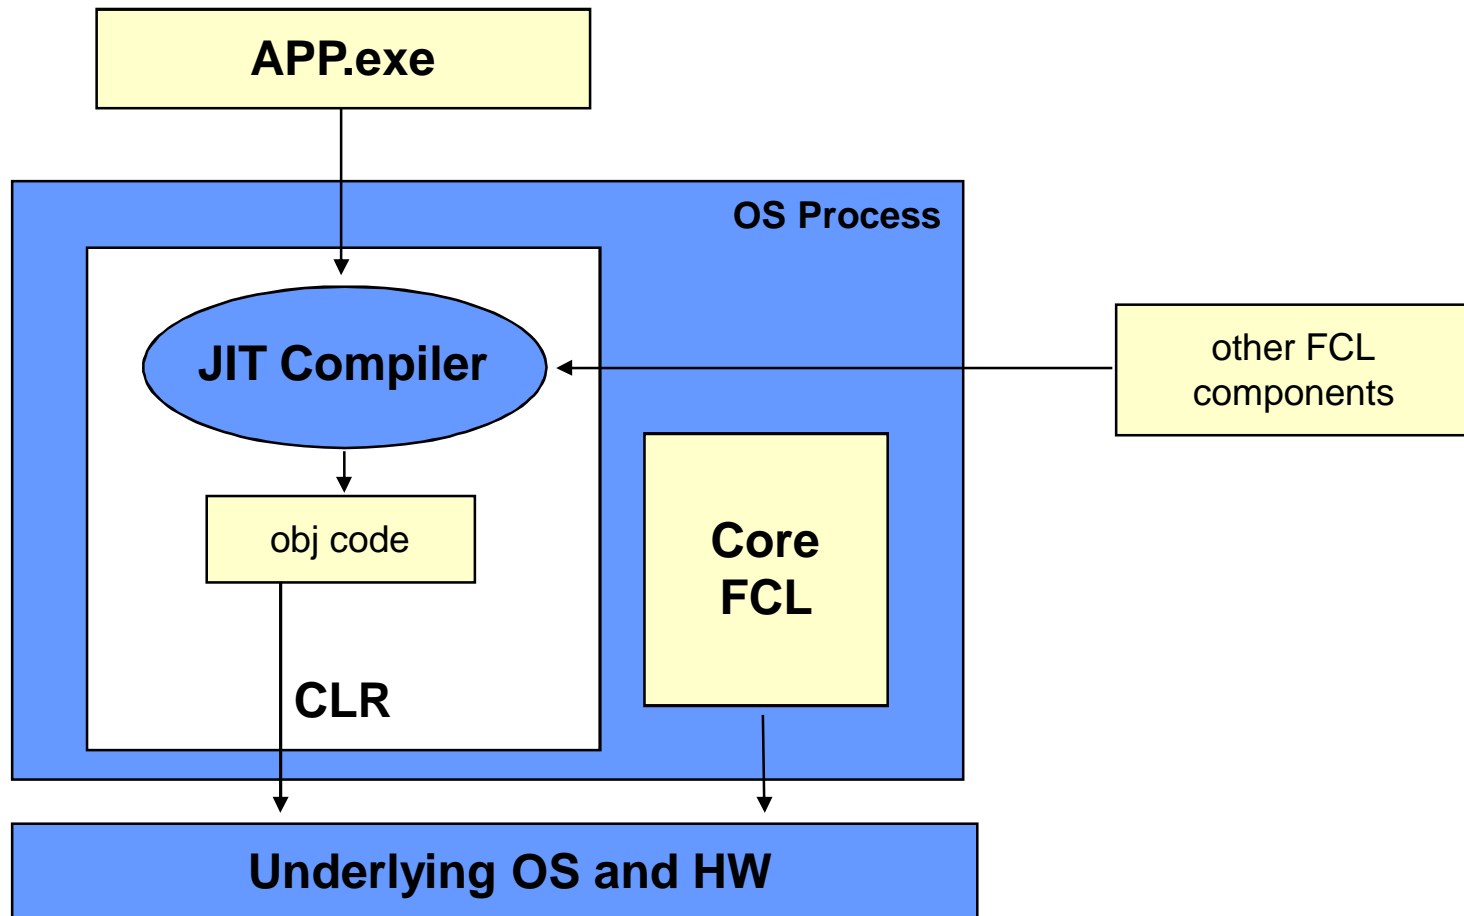 APP.exe
OS Process
JIT Compiler
other FCL
components
obj code
Core
FCL
CLR
Underlying OS and HW